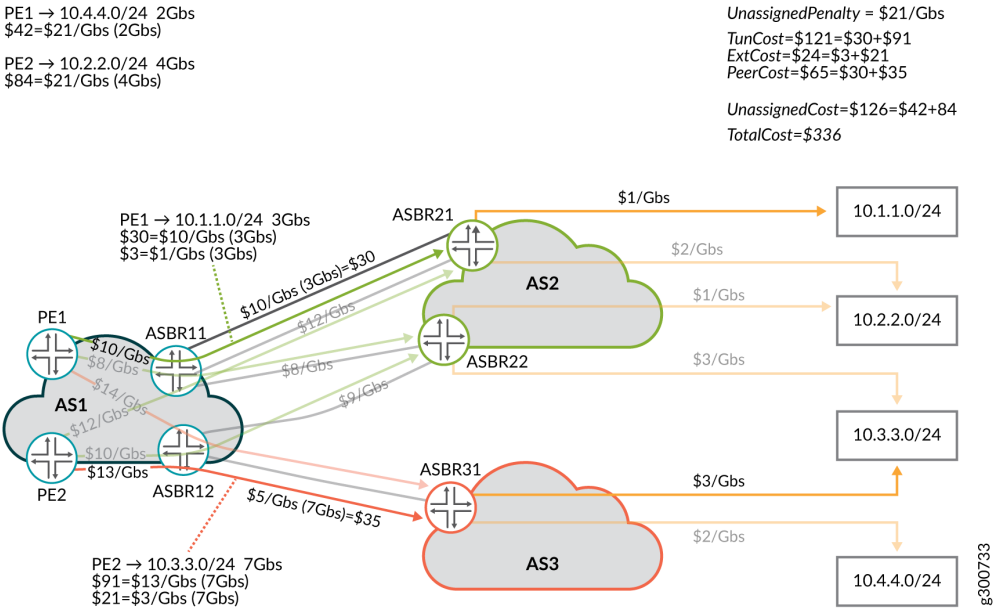 PE1 → 10.4.4.0/24 2Gbs
$42=$21/Gbs (2Gbs)
PE2 → 10.2.2.0/24 4Gbs
$84=$21/Gbs (4Gbs)
UnassignedPenalty = $21/Gbs
TunCost=$121=$30+$91
ExtCost=$24=$3+$21
PeerCost=$65=$30+$35
UnassignedCost=$126=$42+84
TotalCost=$336
PE1 → 10.1.1.0/24 3Gbs
$30=$10/Gbs (3Gbs)
$3=$1/Gbs (3Gbs)
ASBR21
$1/Gbs
10.1.1.0/24
$10/Gbs (3Gbs)=$30
$2/Gbs
AS2
$12/Gbs
$1/Gbs
10.2.2.0/24
PE1
ASBR11
$10/Gbs
$8/Gbs
$8/Gbs
ASBR22
$3/Gbs
$14/Gbs
$9/Gbs
AS1
$12/Gbs
10.3.3.0/24
$10/Gbs
$13/Gbs
PE2
ASBR12
ASBR31
$5/Gbs (7Gbs)=$35
$3/Gbs
$2/Gbs
AS3
10.4.4.0/24
PE2 → 10.3.3.0/24 7Gbs
$91=$13/Gbs (7Gbs)
$21=$3/Gbs (7Gbs)
g300733